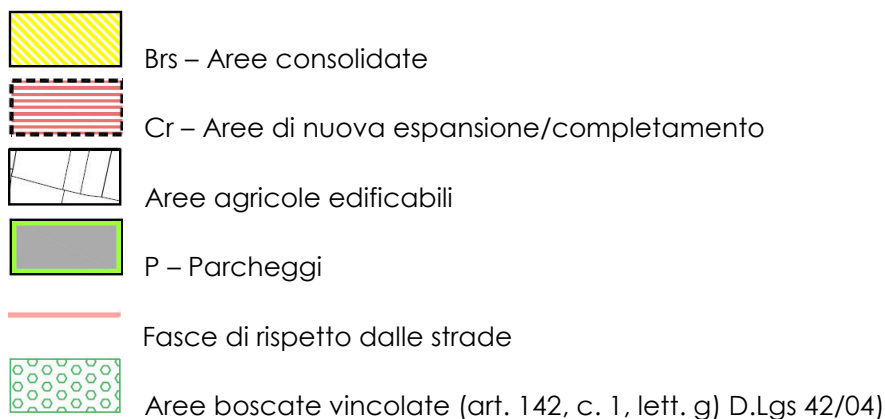 Brs – Aree consolidate
Cr – Aree di nuova espansione/completamento
Aree agricole edificabili
P – Parcheggi
Fasce di rispetto dalle strade
Aree boscate vincolate (art. 142, c. 1, lett. g) D.Lgs 42/04)